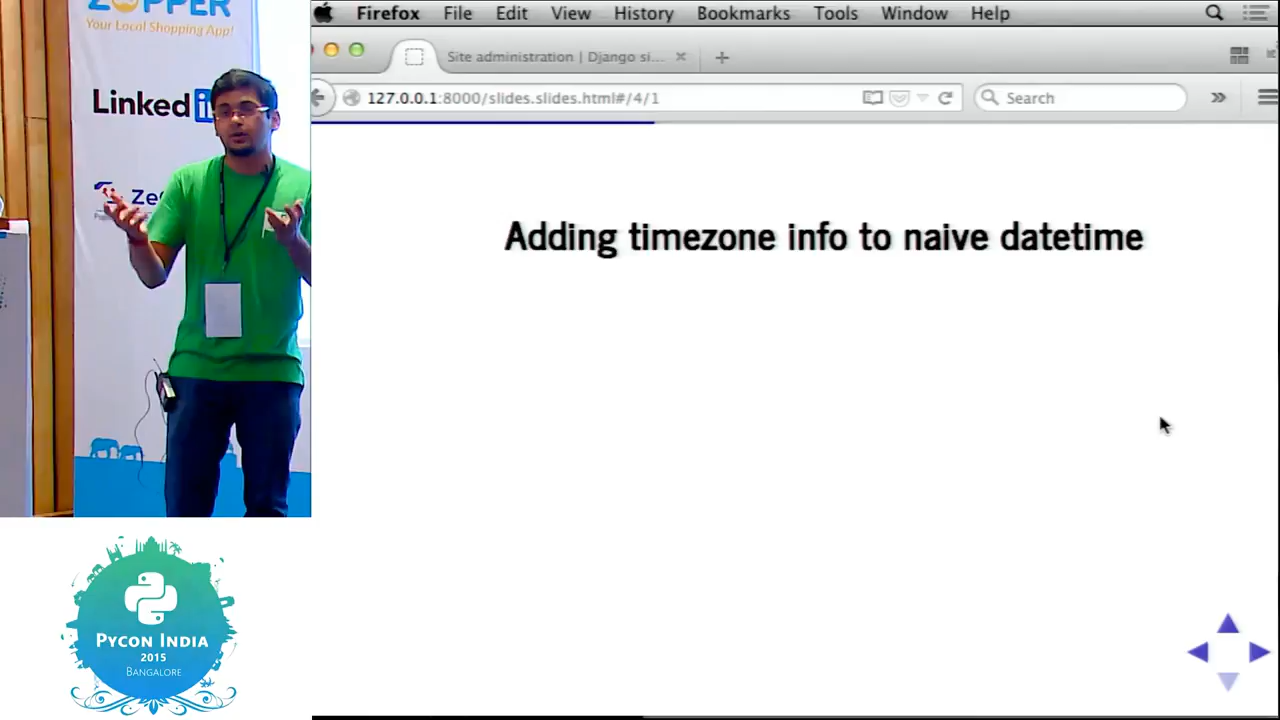 ZOPPER
Your Local Shopping App!
Linked in
Firefox File Edit View History Bookmarks Tools Window Help
Site administration | Django si...
127.0.0.1:8000/slides.slides.html#/4/1
Search
Adding timezone info to naive datetime
PYCON INDIA
2015
BANGALORE